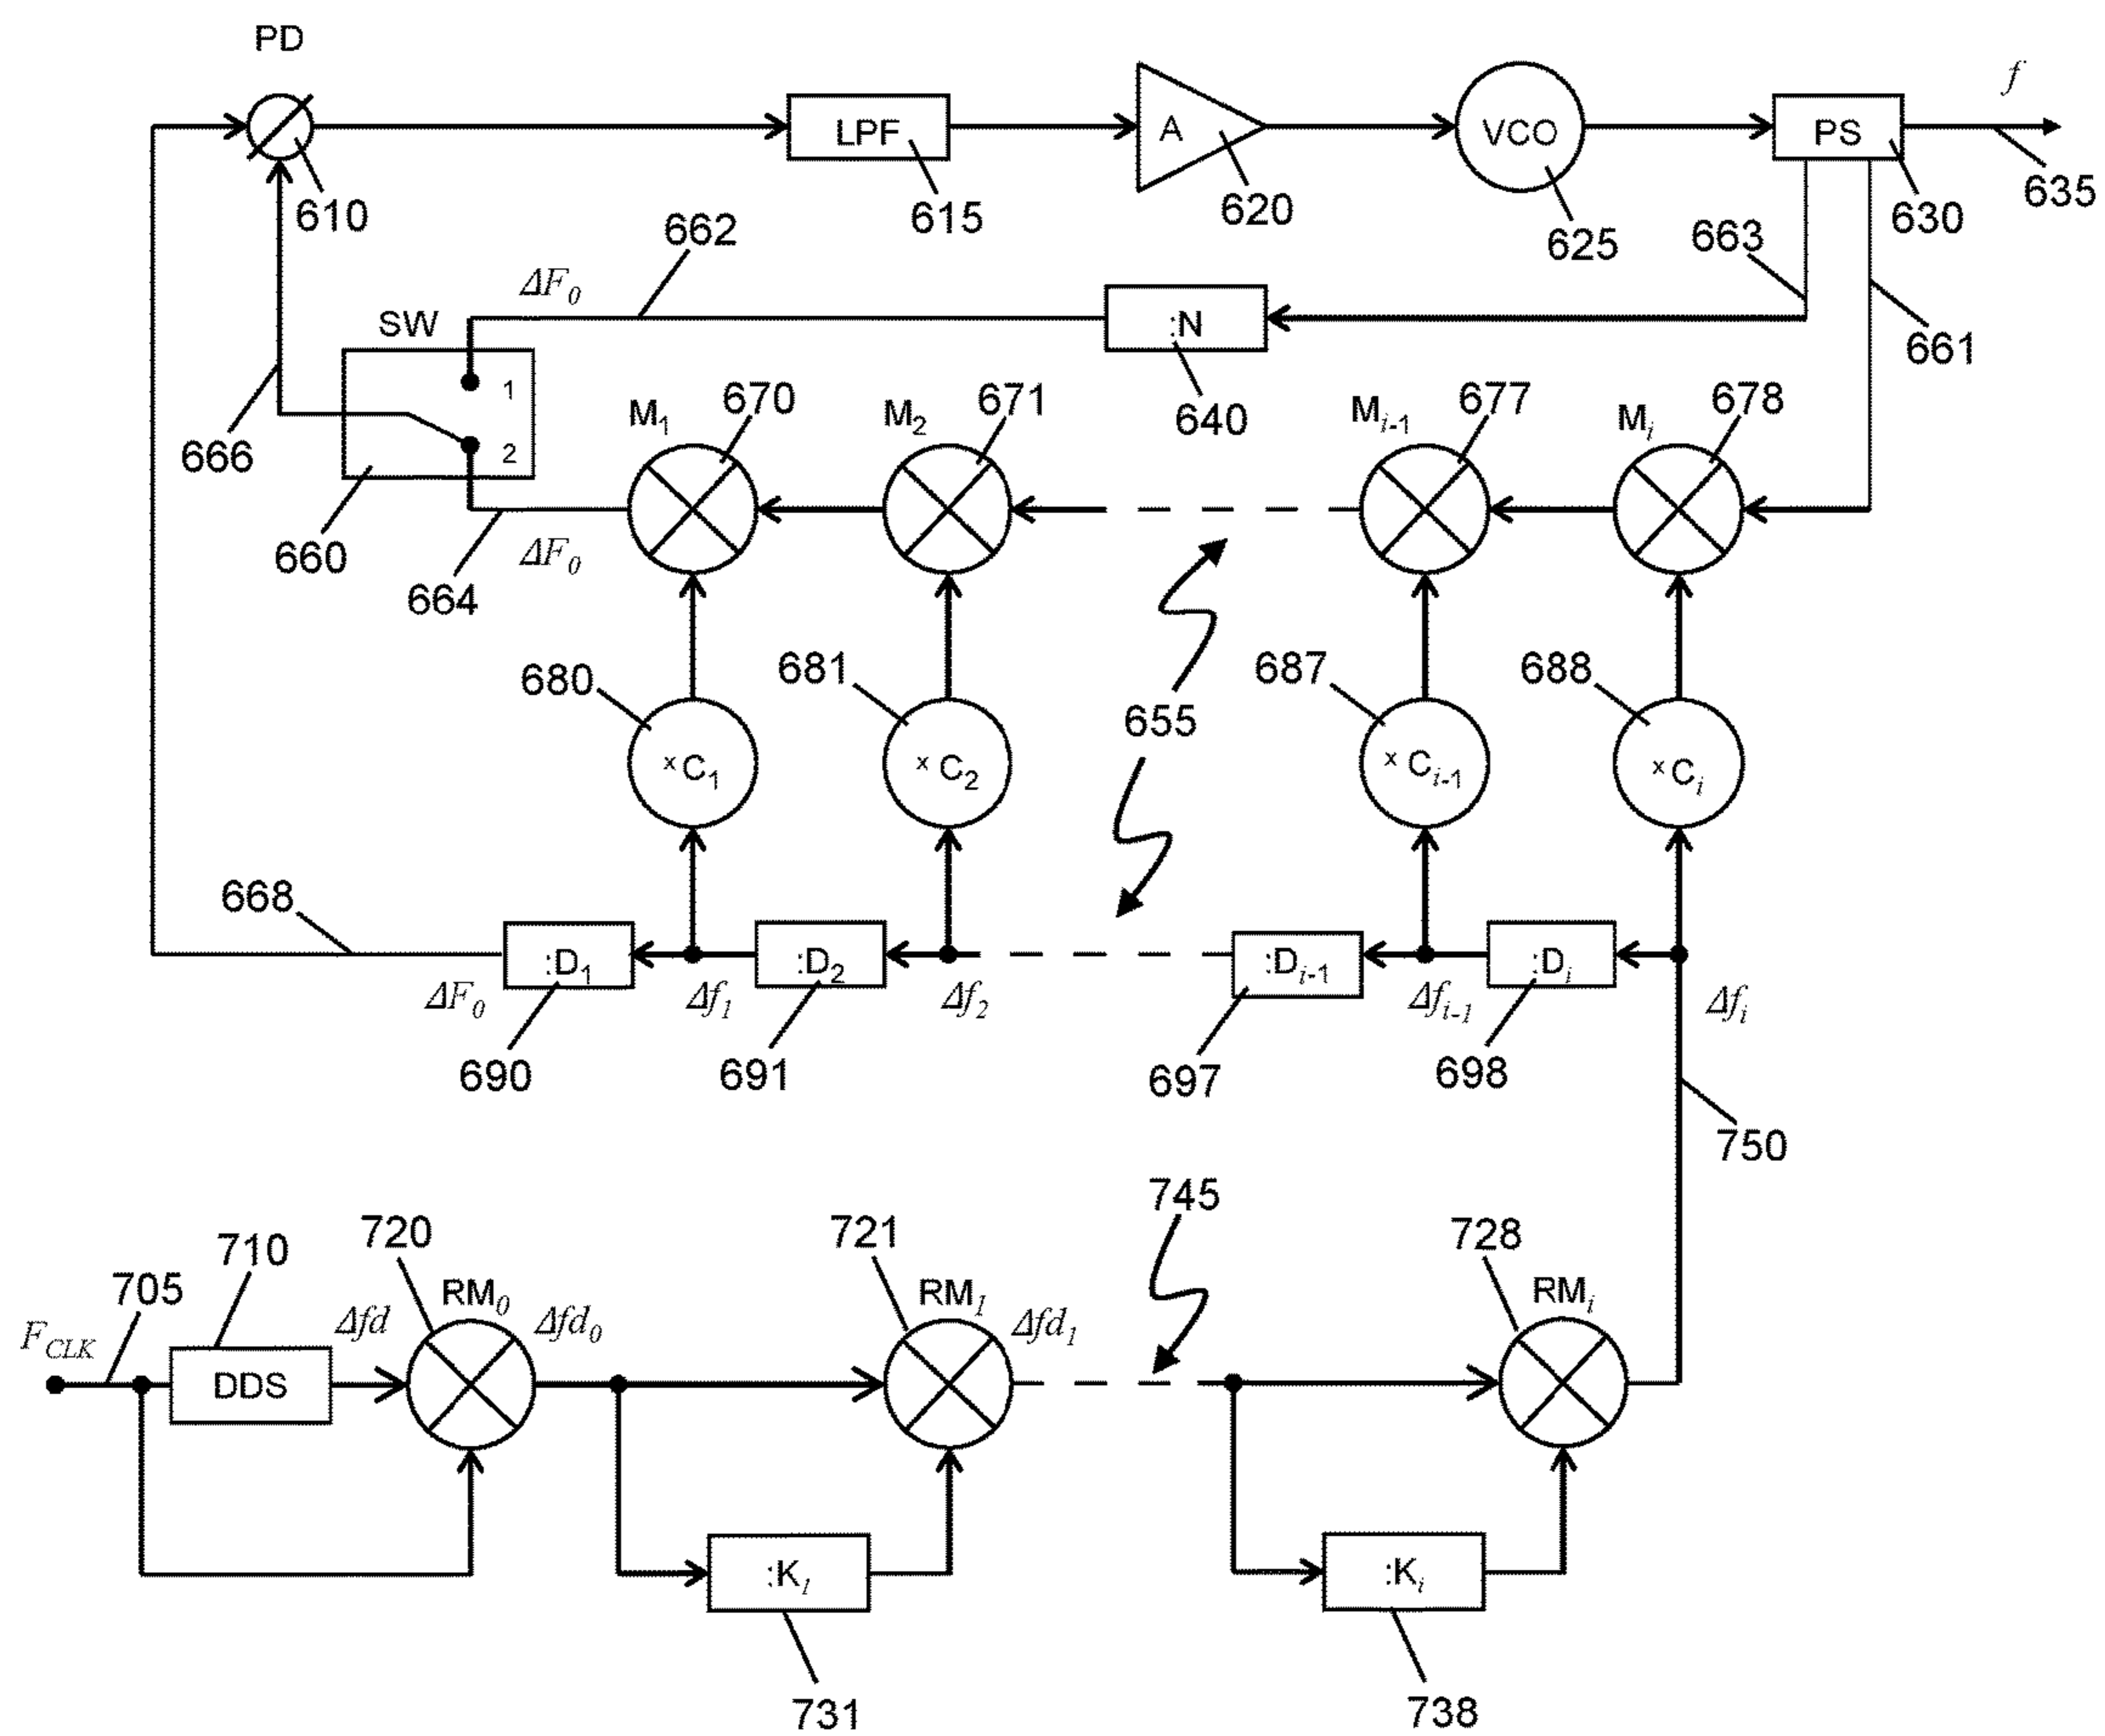 PD
f
LPF
A
VCO
PS
610
615
620
625
630
635
662
663
661
ΔF₀
:N
640
SW
1
2
666
660
664
ΔF₀
M₁
670
M₂
671
Mᵢ₋₁
677
Mᵢ
678
680
681
655
687
688
×C₁
×C₂
×Cᵢ₋₁
×Cᵢ
668
:D₁
:D₂
:Dᵢ₋₁
:Dᵢ
ΔF₀
Δf₁
Δf₂
Δfᵢ₋₁
Δfᵢ
690
691
697
698
750
745
705
710
720
721
728
F_CLK
DDS
Δfd
RM₀
Δfd₀
RM₁
Δfd₁
RMᵢ
:K₁
:Kᵢ
731
738